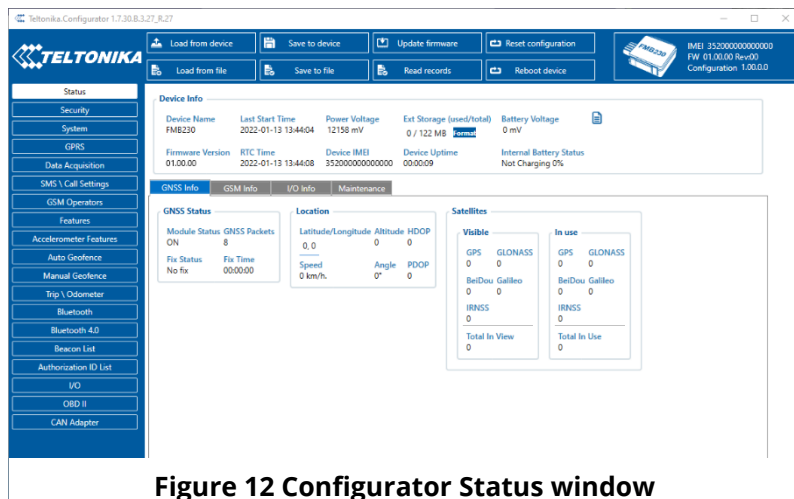 Teltonika.Configurator 1.7.30.B.3.27_R.27
TELTONIKA
Load from device
Save to device
Update firmware
Reset configuration
Load from file
Save to file
Read records
Reboot device
FMB230
IMEI 352000000000000
FW 01.00.00 Rev:00
Configuration 1.00.0.0
Status
Security
System
GPRS
Data Acquisition
SMS \ Call Settings
GSM Operators
Features
Accelerometer Features
Auto Geofence
Manual Geofence
Trip \ Odometer
Bluetooth
Bluetooth 4.0
Beacon List
Authorization ID List
I/O
OBD II
CAN Adapter
Device Info
Device Name Last Start Time Power Voltage Ext Storage (used/total) Battery Voltage
FMB230 2022-01-13 13:44:04 12158 mV 0 / 122 MB Format 0 mV
Firmware Version RTC Time Device IMEI Device Uptime Internal Battery Status
01.00.00 2022-01-13 13:44:08 352000000000000 00:00:09 Not Charging 0%
GNSS Info GSM Info I/O Info Maintenance
GNSS Status
Module Status GNSS Packets
ON 8
Fix Status Fix Time
No fix 00:00:00
Location
Latitude/Longitude Altitude HDOP
0, 0 0 0
Speed Angle PDOP
0 km/h. 0° 0
Satellites
Visible
GPS GLONASS
0 0
BeiDou Galileo
0 0
IRNSS
0
Total In View
0
In use
GPS GLONASS
0 0
BeiDou Galileo
0 0
IRNSS
0
Total In Use
0
Figure 12 Configurator Status window